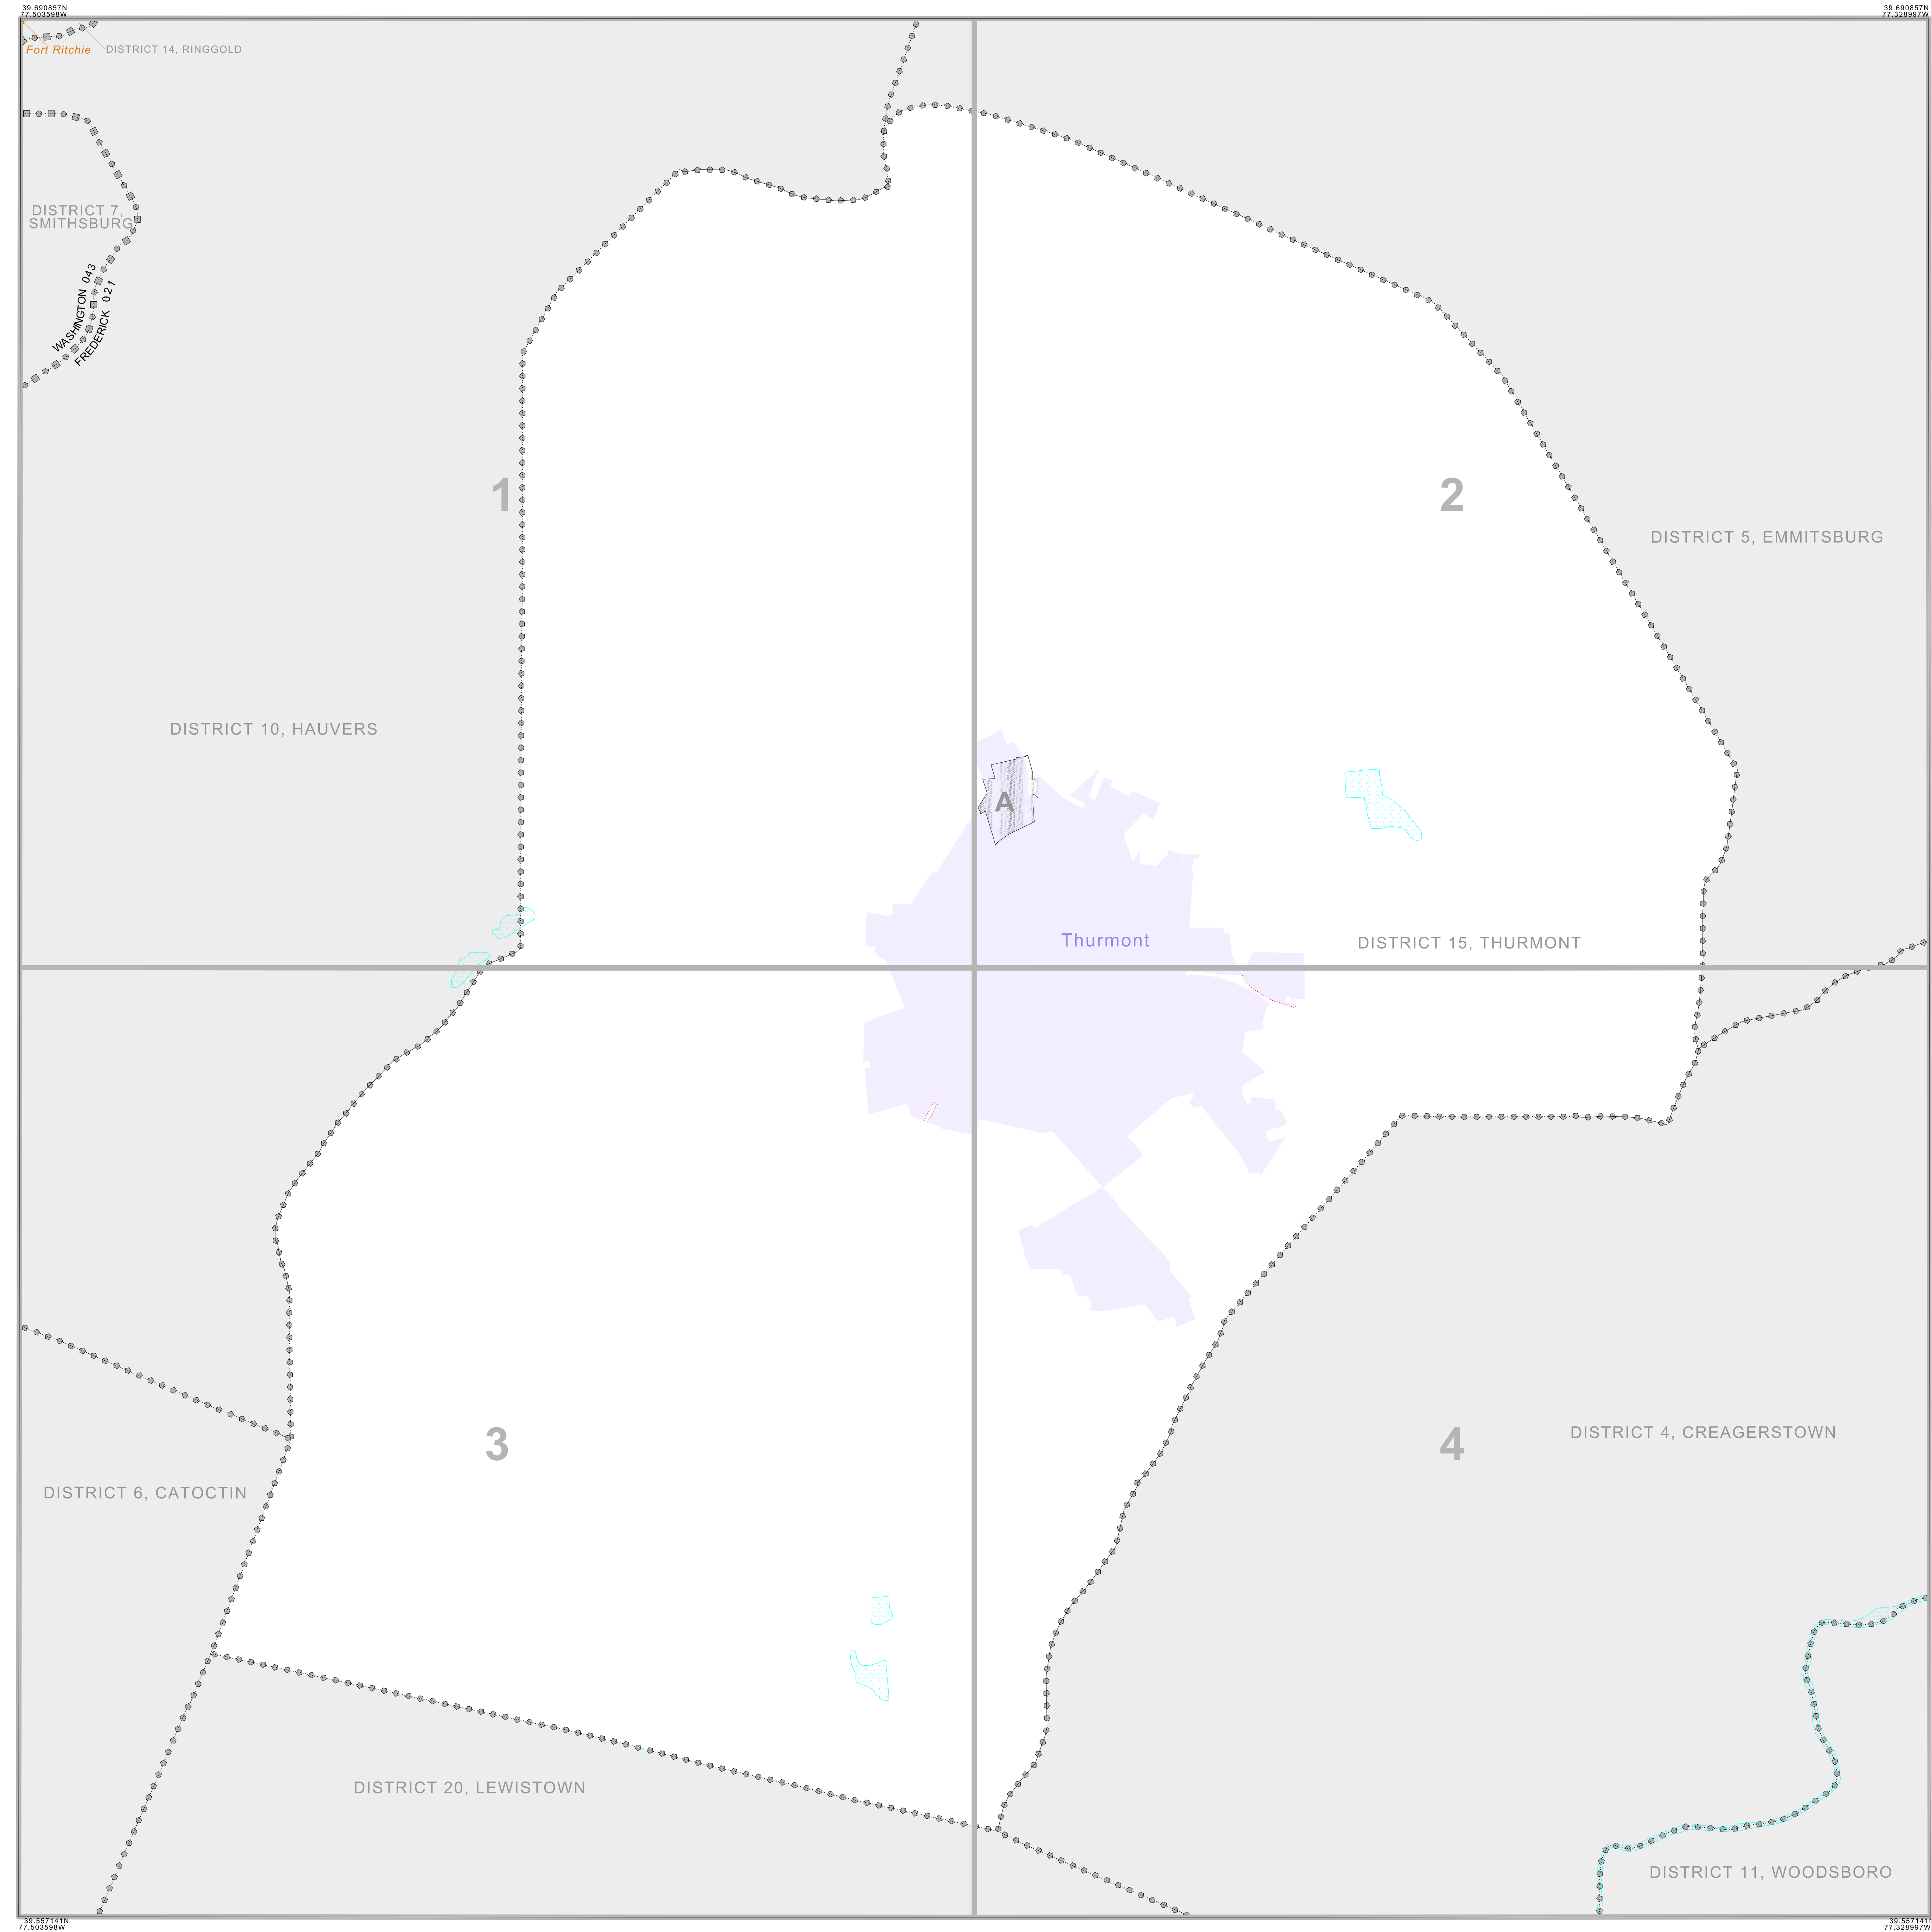 39.690857N
77.503598W
39.690857N
77.328997W
Fort Ritchie
DISTRICT 14, RINGGOLD
DISTRICT 7,
SMITHSBURG
WASHINGTON 043
FREDERICK 021
1
2
DISTRICT 5, EMMITSBURG
DISTRICT 10, HAUVERS
A
Thurmont
DISTRICT 15, THURMONT
3
4
DISTRICT 4, CREAGERSTOWN
DISTRICT 6, CATOCTIN
DISTRICT 20, LEWISTOWN
DISTRICT 11, WOODSBORO
39.557141N
77.503598W
39.557141N
77.328997W